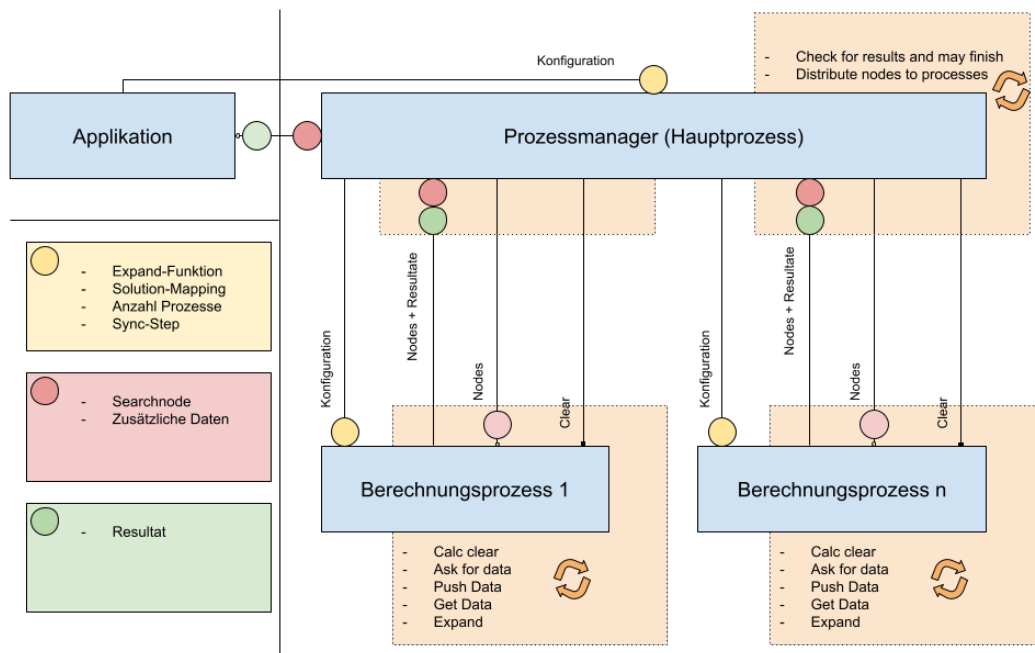 Konfiguration
- Check for results and may finish
- Distribute nodes to processes
Applikation
Prozessmanager (Hauptprozess)
- Expand-Funktion
- Solution-Mapping
- Anzahl Prozesse
- Sync-Step
- Searchnode
- Zusätzliche Daten
- Resultat
Konfiguration
Nodes + Resultate
Nodes
Clear
Konfiguration
Nodes + Resultate
Nodes
Clear
Berechnungsprozess 1
Berechnungsprozess n
- Calc clear
- Ask for data
- Push Data
- Get Data
- Expand
- Calc clear
- Ask for data
- Push Data
- Get Data
- Expand